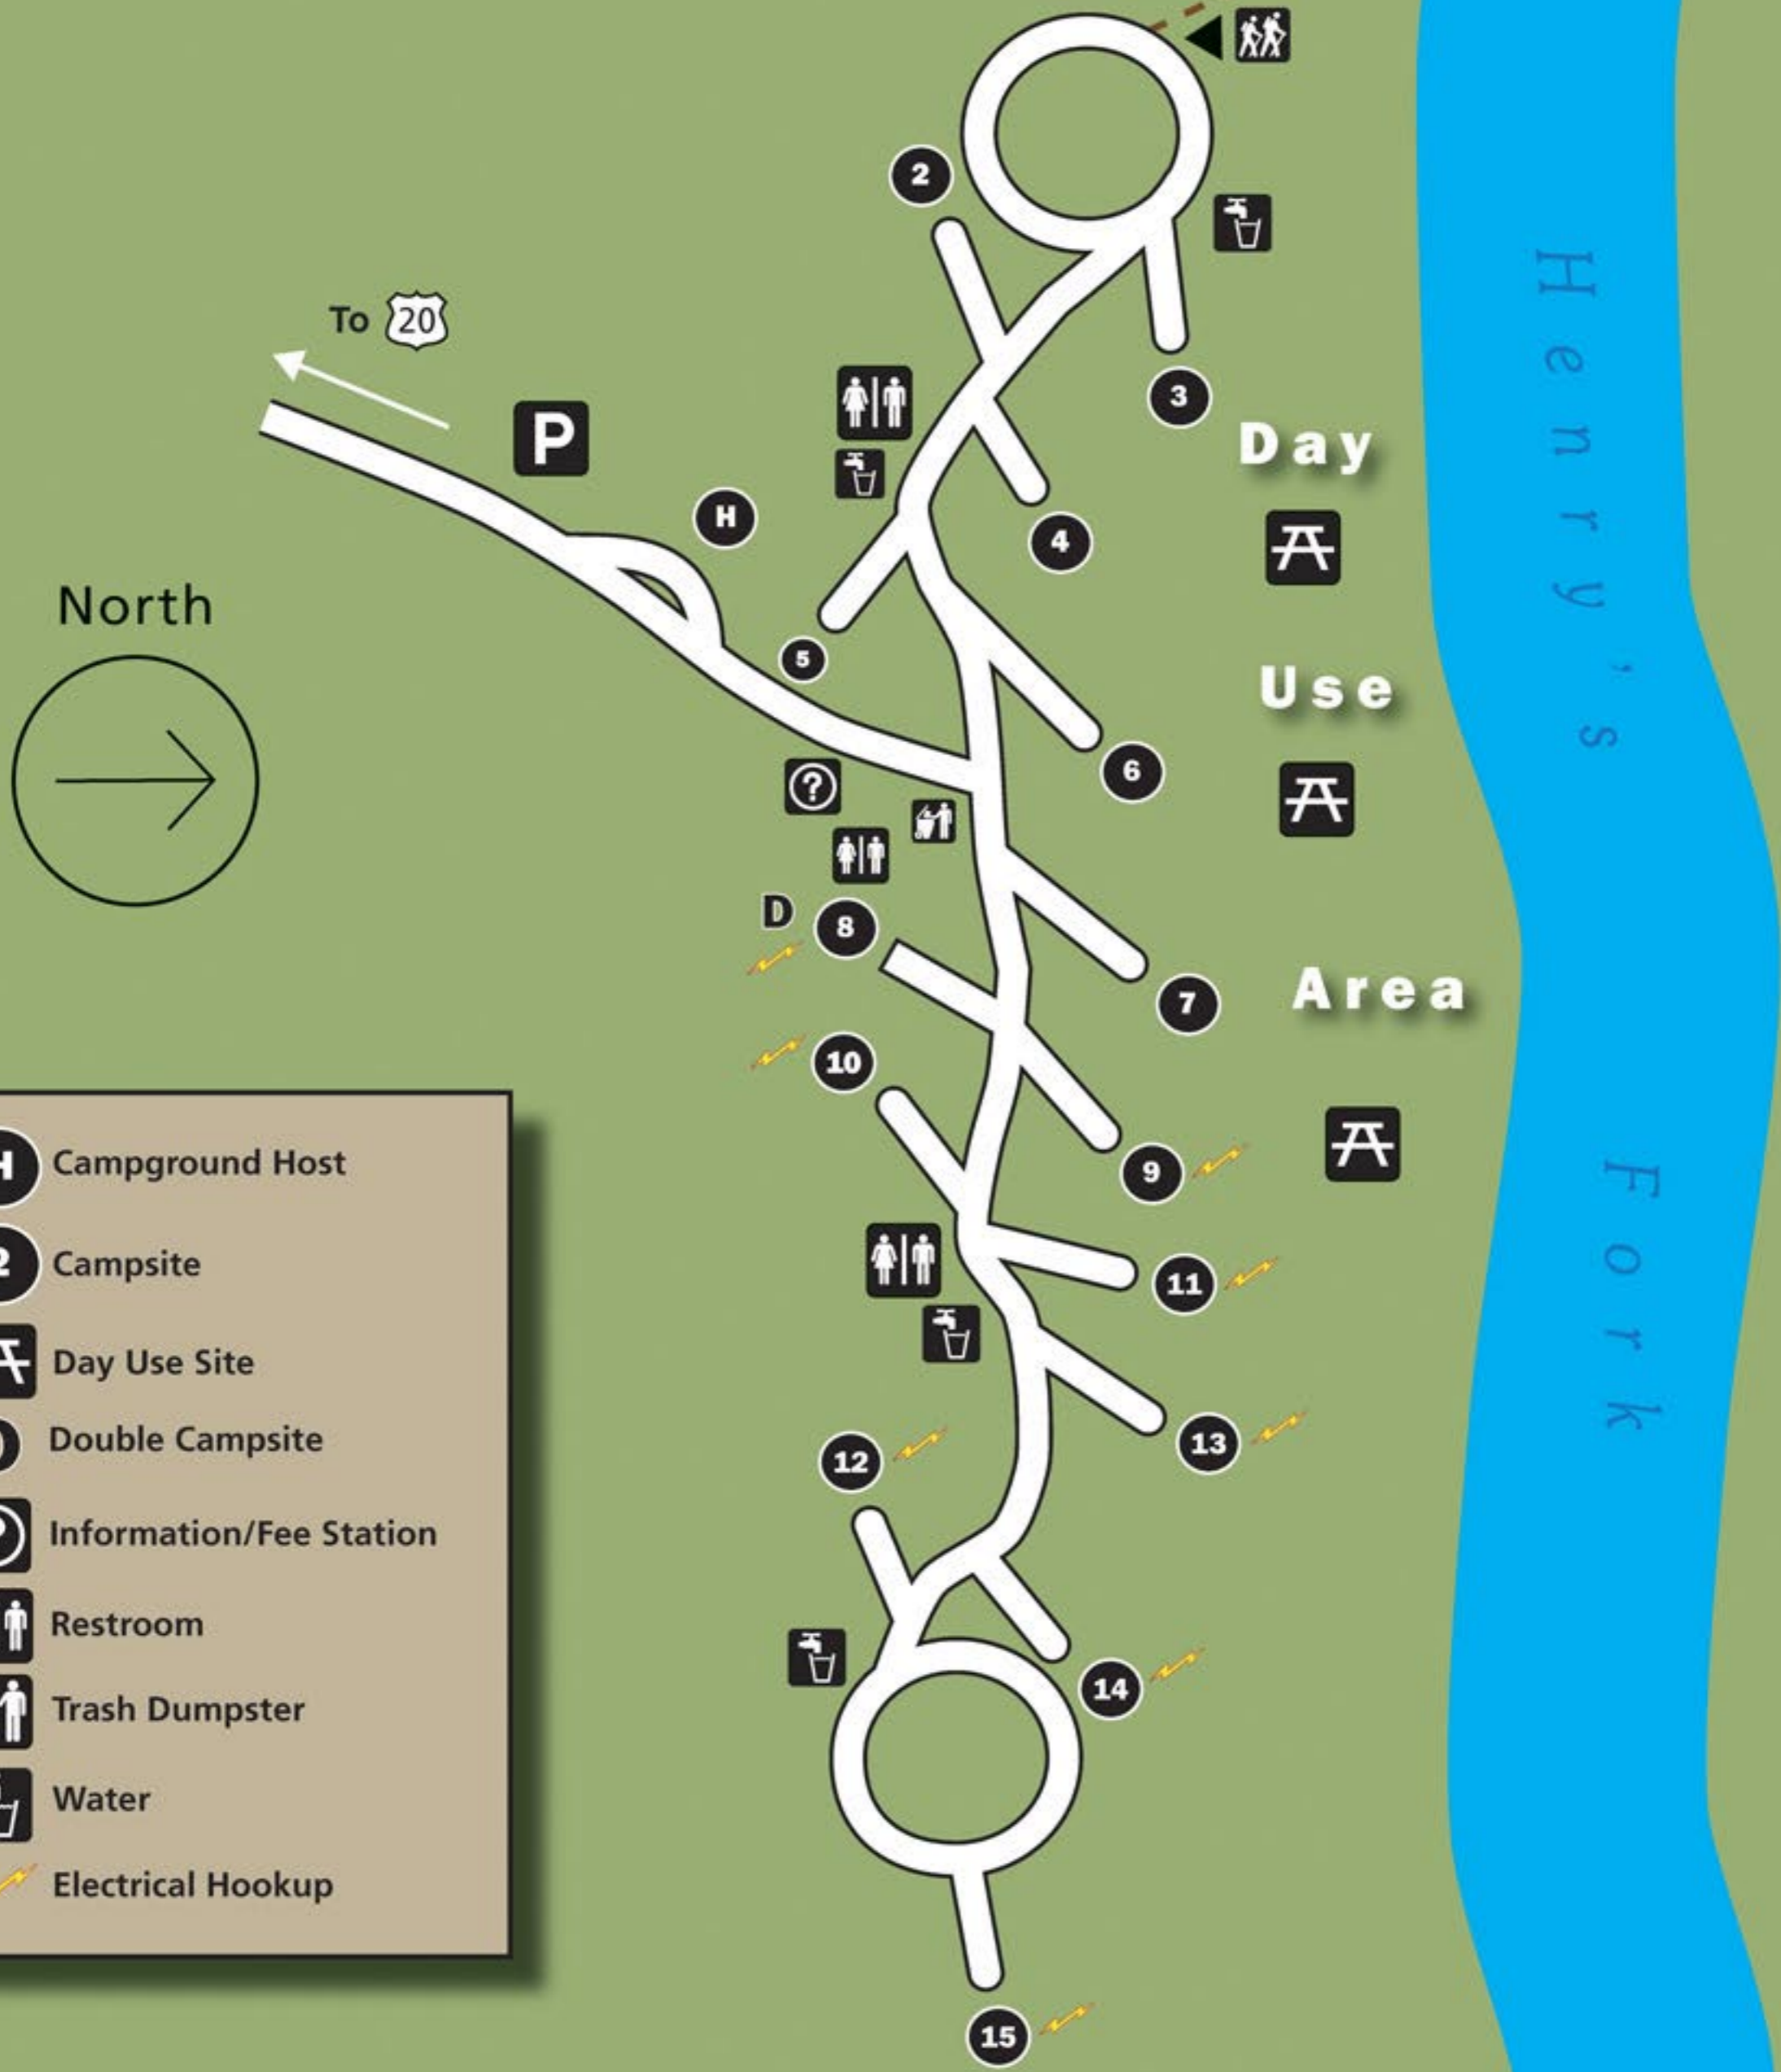 2
To 20
3
P
Day
H
4
North
5
Use
6
?
D 8
7
Area
10
9
11
13
12
14
15
Henry's Fork
H Campground Host
2 Campsite
Day Use Site
Double Campsite
? Information/Fee Station
Restroom
Trash Dumpster
Water
Electrical Hookup